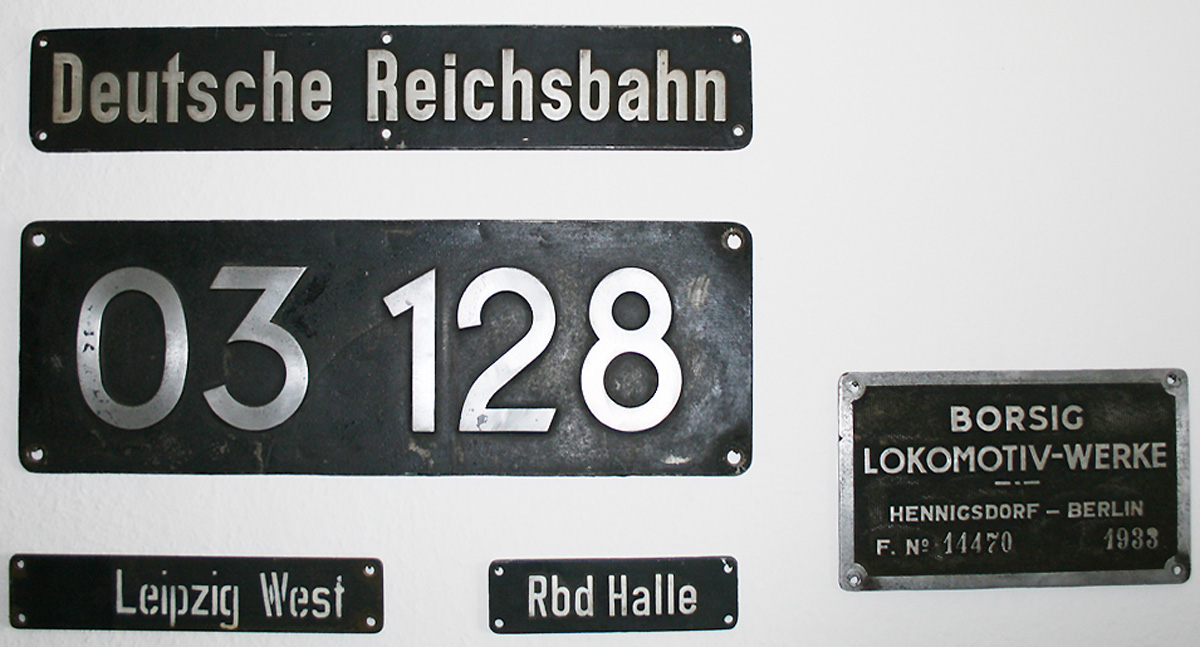 Deutsche Reichsbahn
03 128
Leipzig West
Rbd Halle
BORSIG
LOKOMOTIV-WERKE
HENNIGSDORF – BERLIN
F. Nº 14470 1933